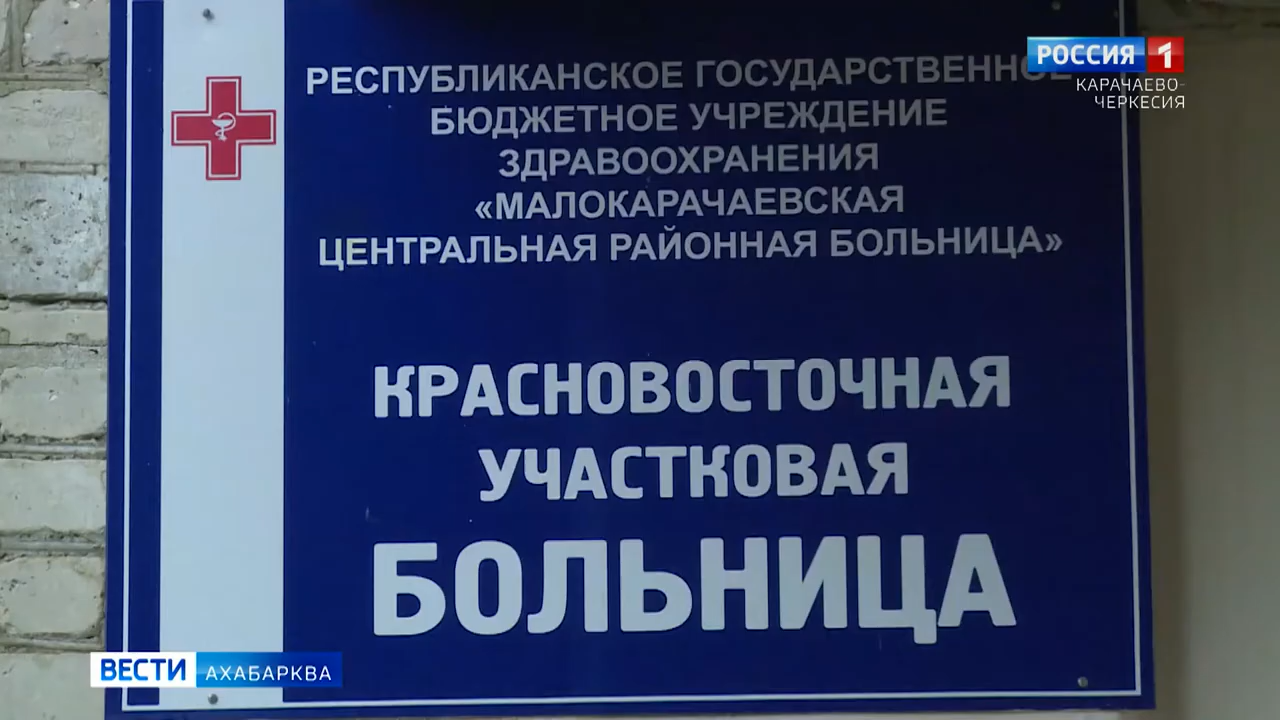 РОССИЯ 1
КАРАЧАЕВО-
ЧЕРКЕСИЯ
РЕСПУБЛИКАНСКОЕ ГОСУДАРСТВЕННОЕ
БЮДЖЕТНОЕ УЧРЕЖДЕНИЕ
ЗДРАВООХРАНЕНИЯ
«МАЛОКАРАЧАЕВСКАЯ
ЦЕНТРАЛЬНАЯ РАЙОННАЯ БОЛЬНИЦА»
КРАСНОВОСТОЧНАЯ
УЧАСТКОВАЯ
БОЛЬНИЦА
ВЕСТИ АХАБАРКВА